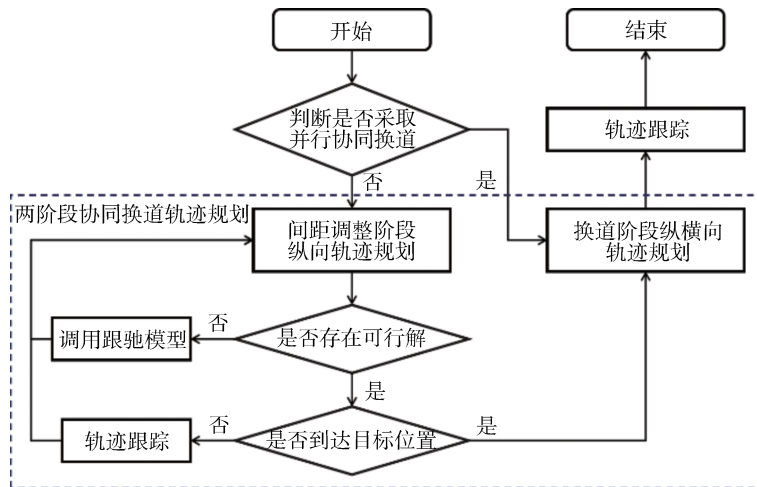 开始
结束
判断是否采取
并行协同换道
轨迹跟踪
否
是
两阶段协同换道轨迹规划
间距调整阶段
纵向轨迹规划
换道阶段纵横向
轨迹规划
否
调用跟驰模型
是否存在可行解
是
否
是
轨迹跟踪
是否到达目标位置